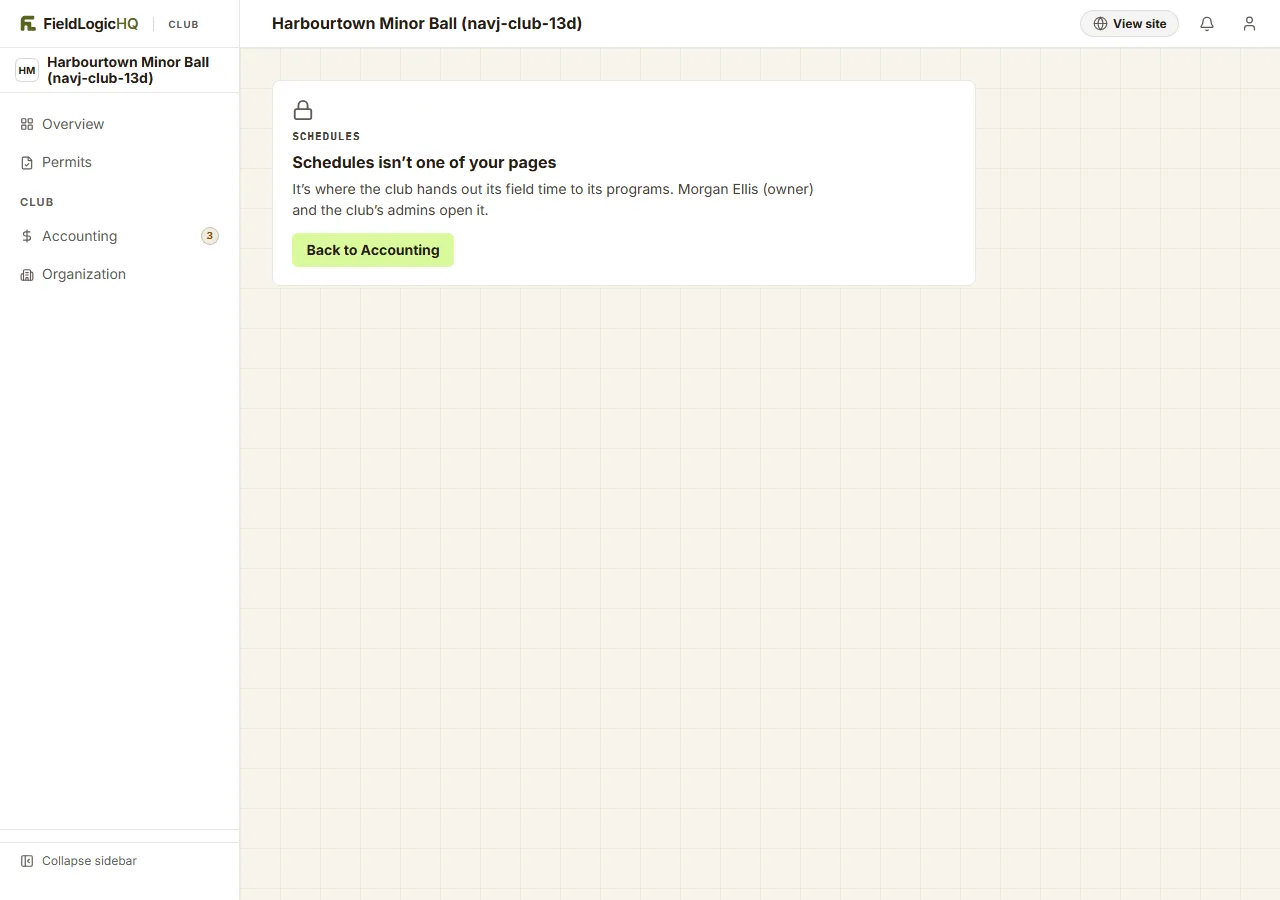 FieldLogicHQ CLUB
Harbourtown Minor Ball (navj-club-13d)
View site
HM
Harbourtown Minor Ball
(navj-club-13d)
Overview
Permits
CLUB
Accounting 3
Organization
SCHEDULES
Schedules isn’t one of your pages
It’s where the club hands out its field time to its programs. Morgan Ellis (owner)
and the club’s admins open it.
Back to Accounting
Collapse sidebar